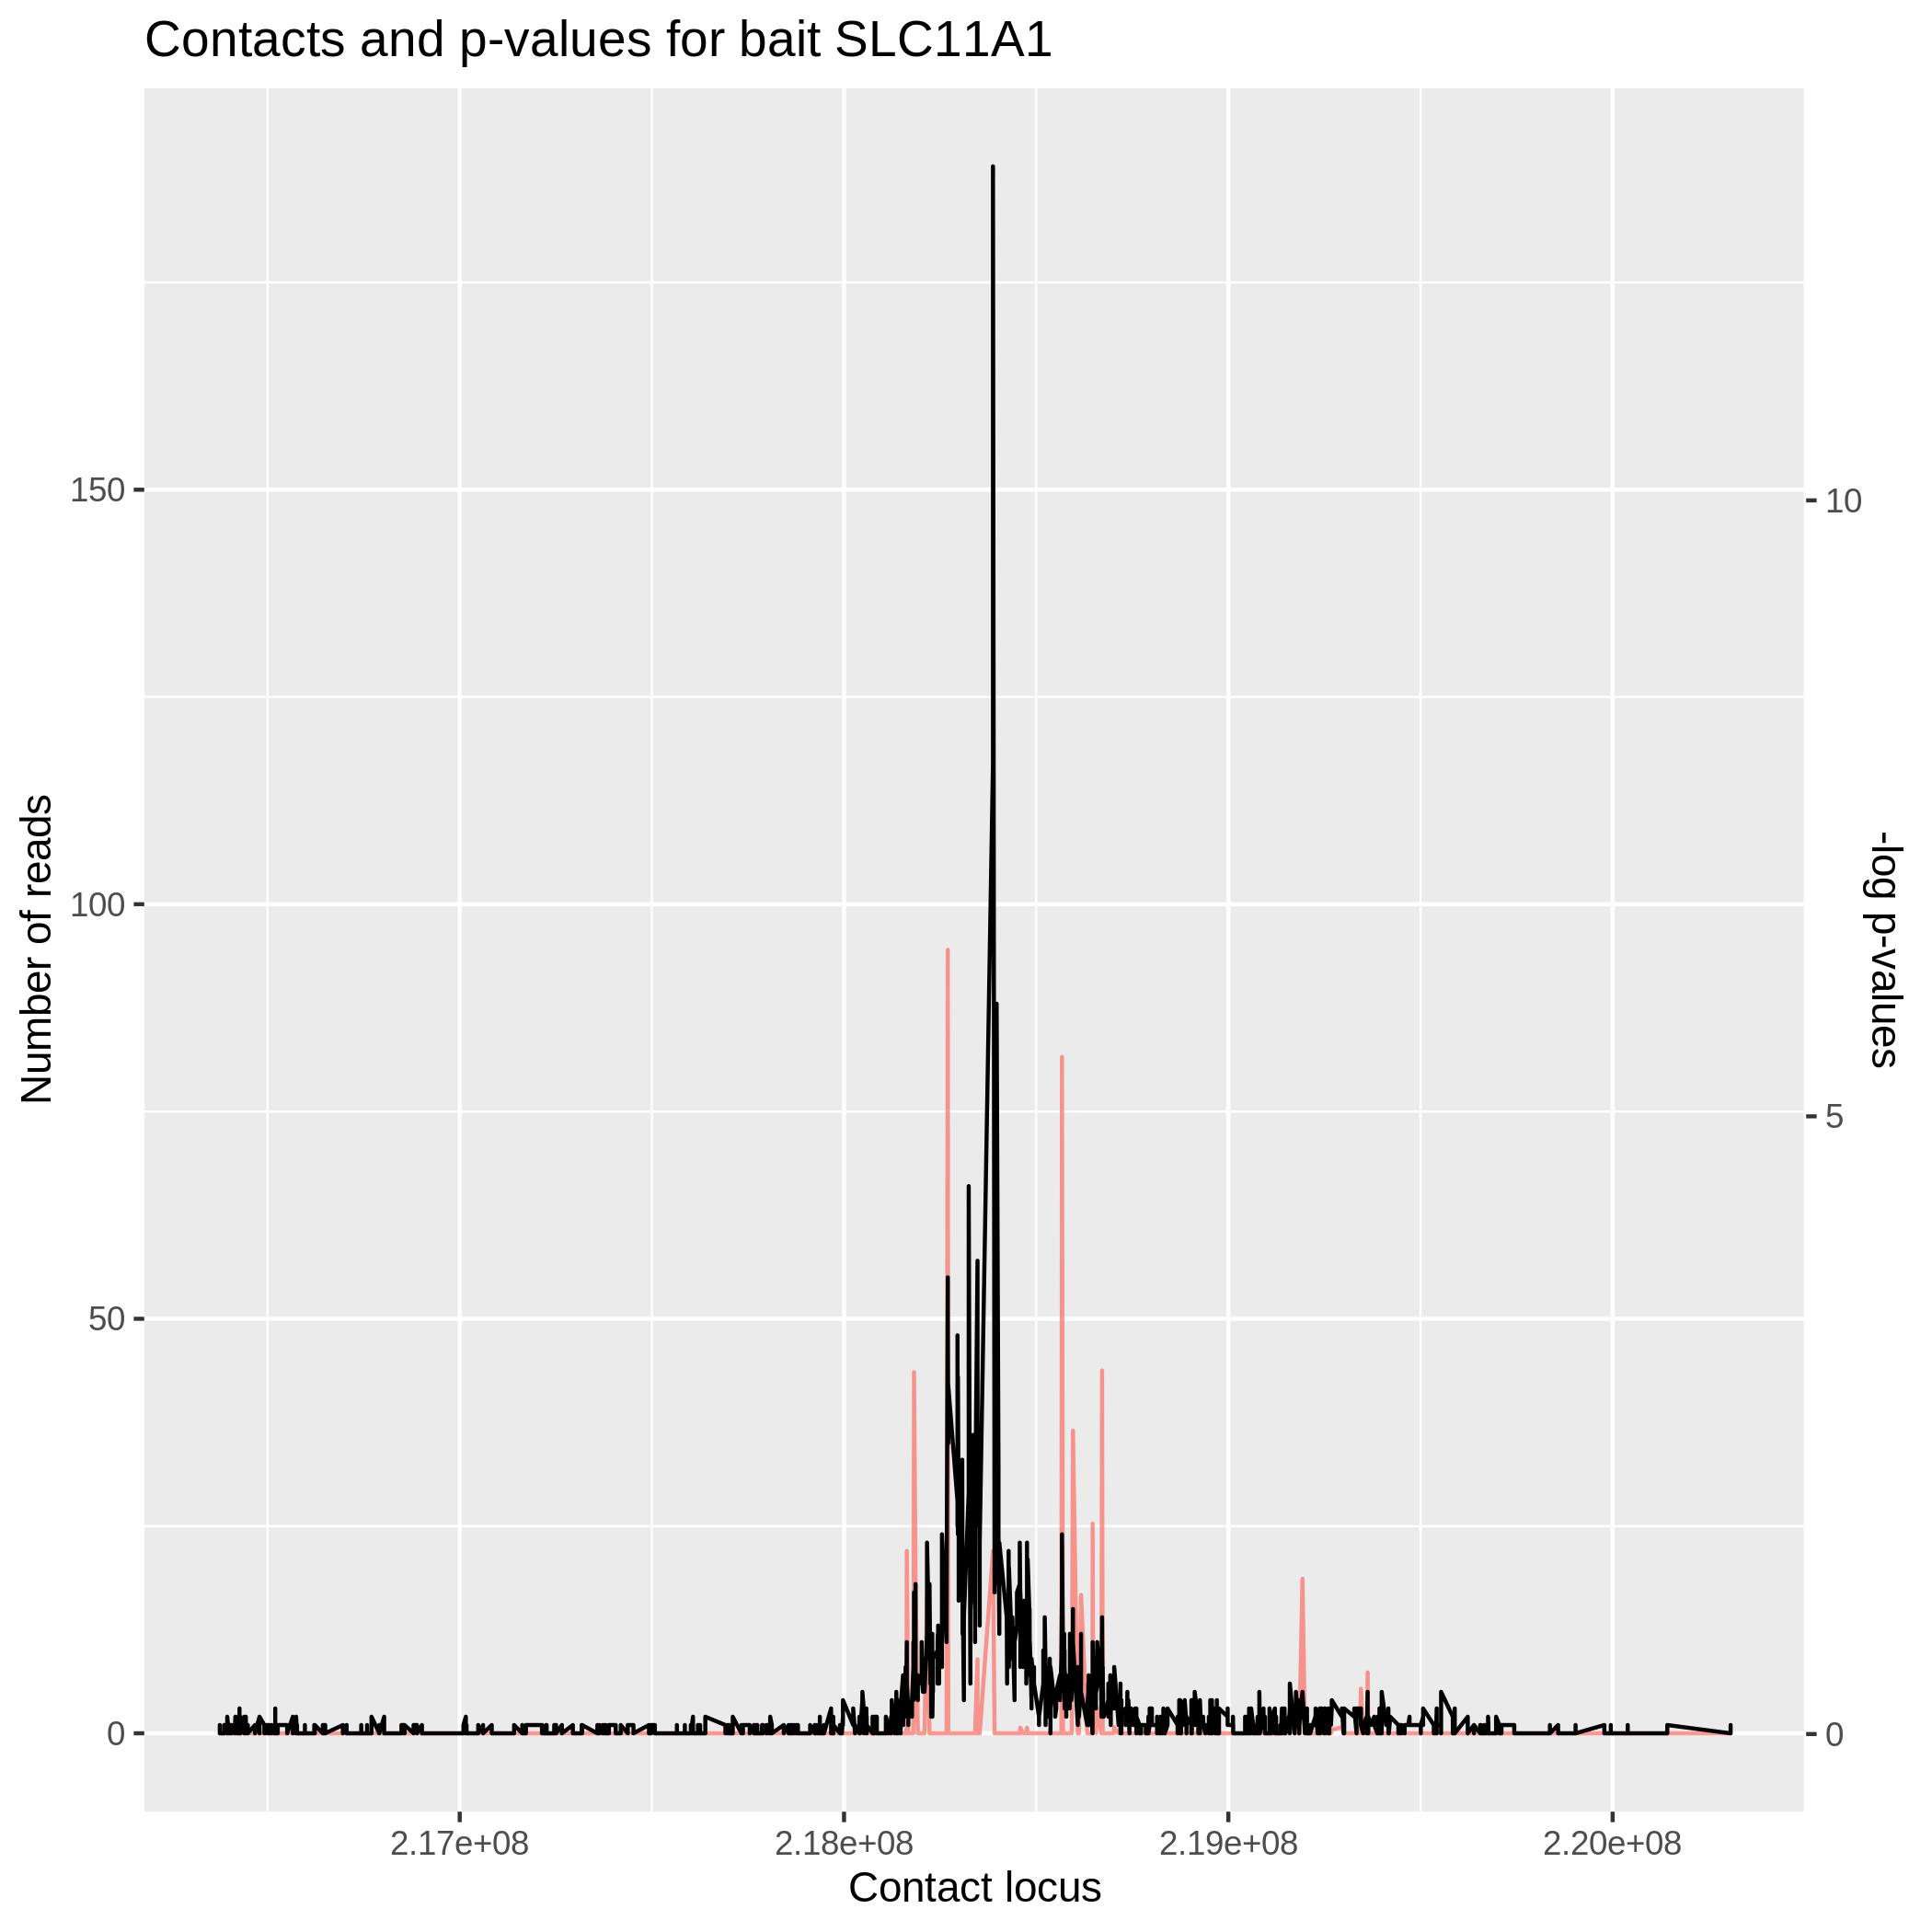 Contacts and p-values for bait SLC11A1
Number of reads
150
100
50
0
10
5
0
-log p-values
2.17e+08
2.18e+08
2.19e+08
2.20e+08
Contact locus